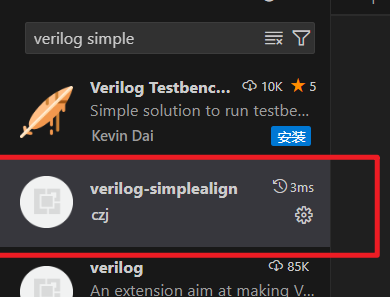 verilog simple
Verilog Testbenc... 10K 5
Simple solution to run testbe...
Kevin Dai 安装
verilog-simplealign 3ms
czj
verilog 85K
An extension aim at making V...